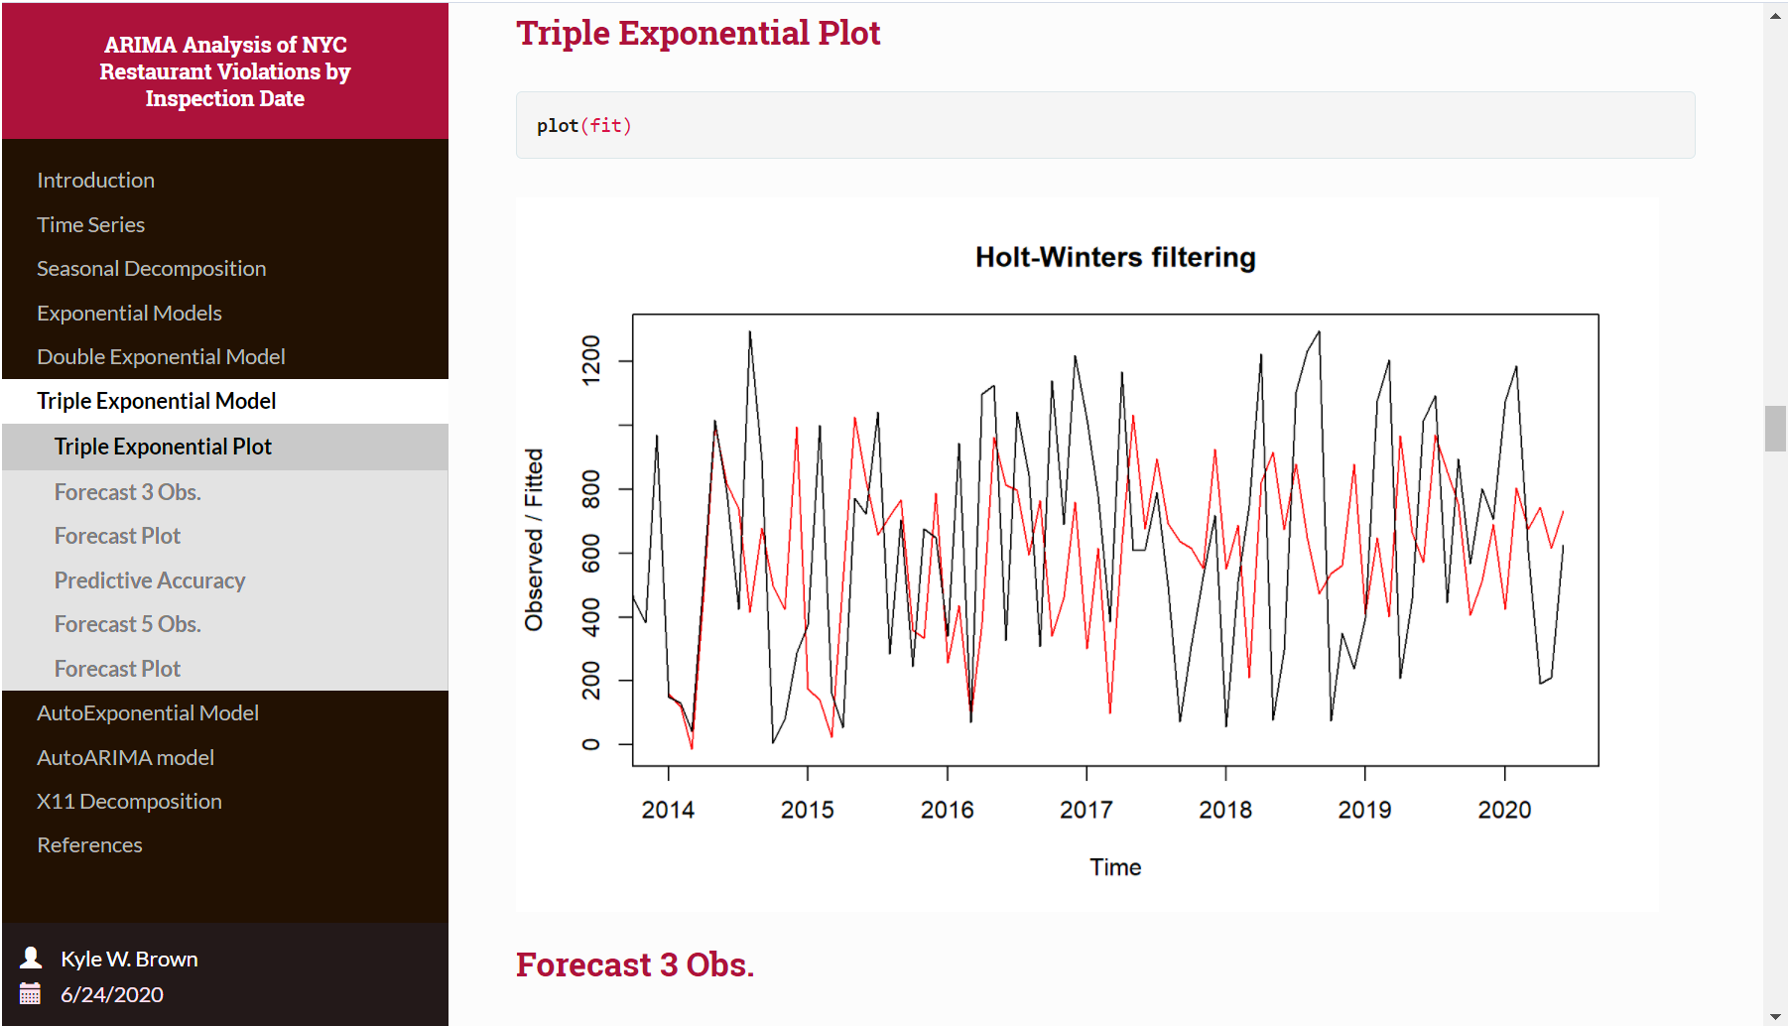 ARIMA Analysis of NYC
Restaurant Violations by
Inspection Date
Introduction
Time Series
Seasonal Decomposition
Exponential Models
Double Exponential Model
Triple Exponential Model
Triple Exponential Plot
Forecast 3 Obs.
Forecast Plot
Predictive Accuracy
Forecast 5 Obs.
Forecast Plot
AutoExponential Model
AutoARIMA model
X11 Decomposition
References
Kyle W. Brown
6/24/2020
Triple Exponential Plot
plot(fit)
Holt-Winters filtering
Observed / Fitted
1200
800
600
400
200
0
2014 2015 2016 2017 2018 2019 2020
Time
Forecast 3 Obs.